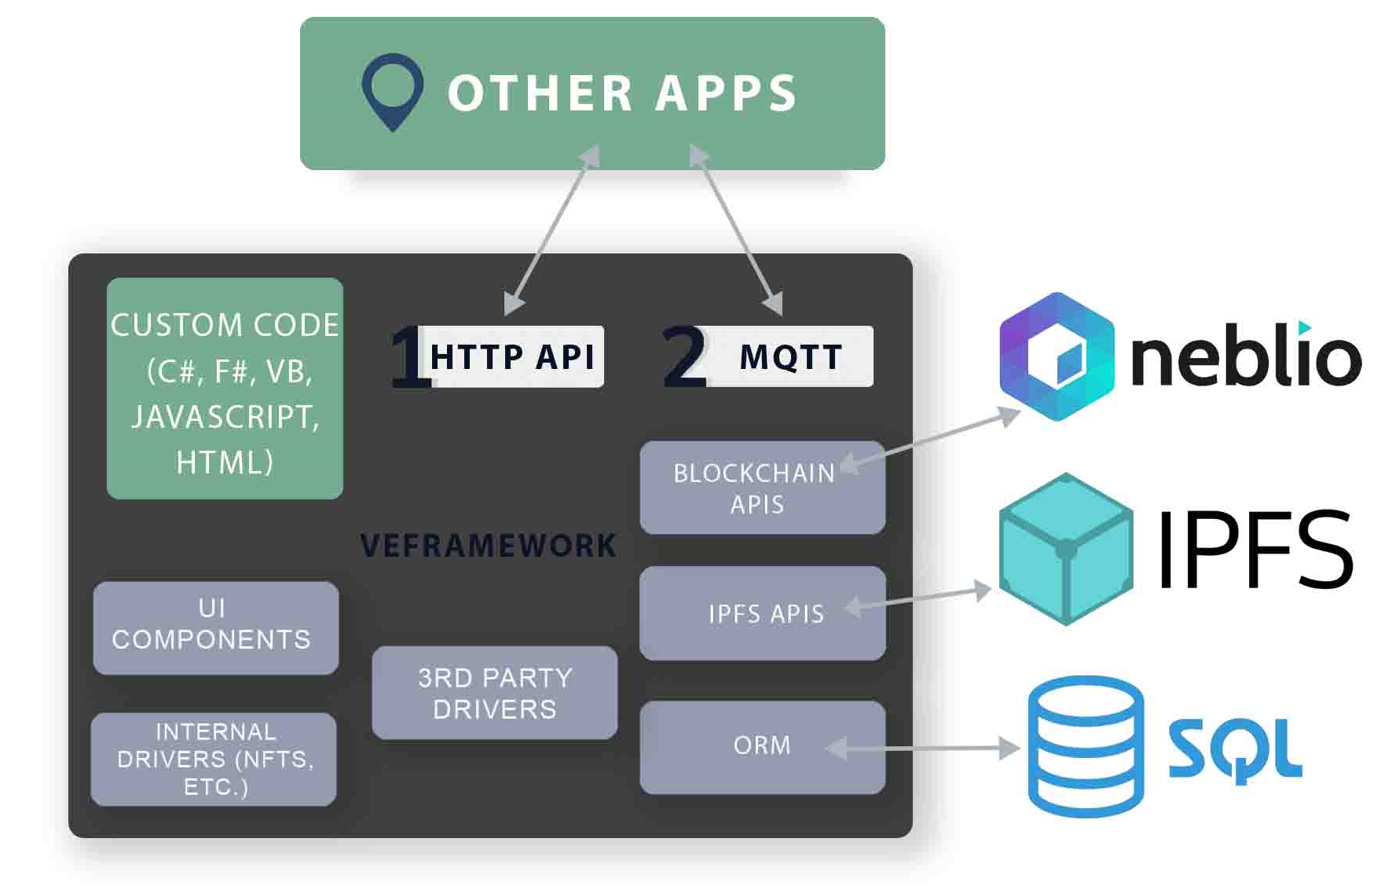 OTHER APPS
CUSTOM CODE
(C#, F#, VB,
JAVASCRIPT,
HTML)
1 HTTP API
2 MQTT
neblio
BLOCKCHAIN
APIS
VEFRAMEWORK
IPFS
UI
COMPONENTS
IPFS APIS
3RD PARTY
DRIVERS
INTERNAL
DRIVERS (NFTS,
ETC.)
ORM
SQL